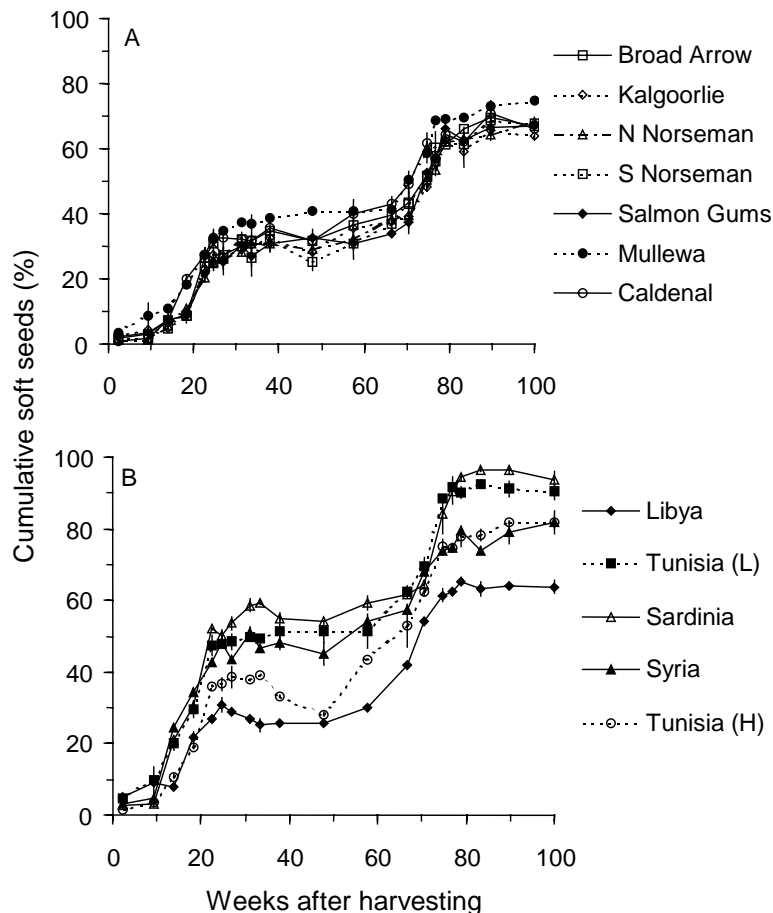 Cumulative soft seeds (%)
A
100
80
60
40
20
0
0 20 40 60 80 100
Broad Arrow
Kalgoorlie
N Norseman
S Norseman
Salmon Gums
Mullewa
Caldenal
B
100
80
60
40
20
0
0 20 40 60 80 100
Libya
Tunisia (L)
Sardinia
Syria
Tunisia (H)
Weeks after harvesting